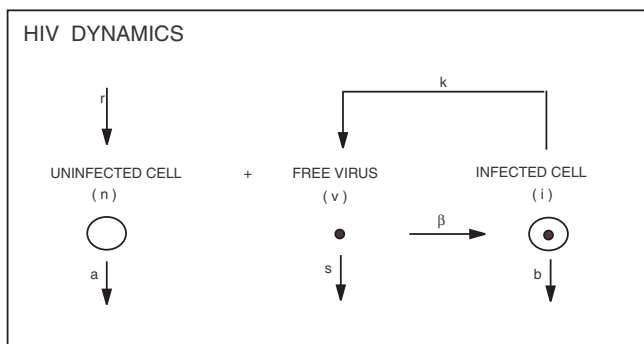 HIV DYNAMICS
k
r
UNINFECTED CELL + FREE VIRUS INFECTED CELL
( n ) ( v ) ( i )
β
a s b